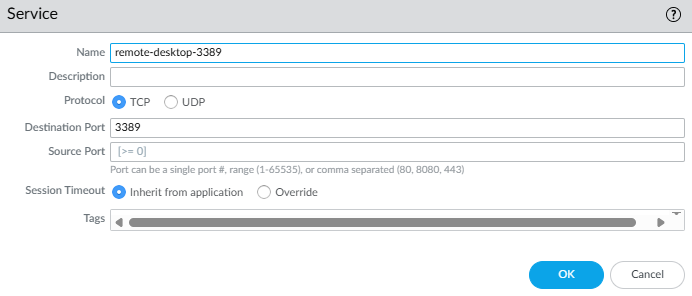 Service ?
Name remote-desktop-3389
Description
Protocol TCP UDP
Destination Port 3389
Source Port [>= 0]
Port can be a single port #, range (1-65535), or comma separated (80, 8080, 443)
Session Timeout Inherit from application Override
Tags
OK Cancel